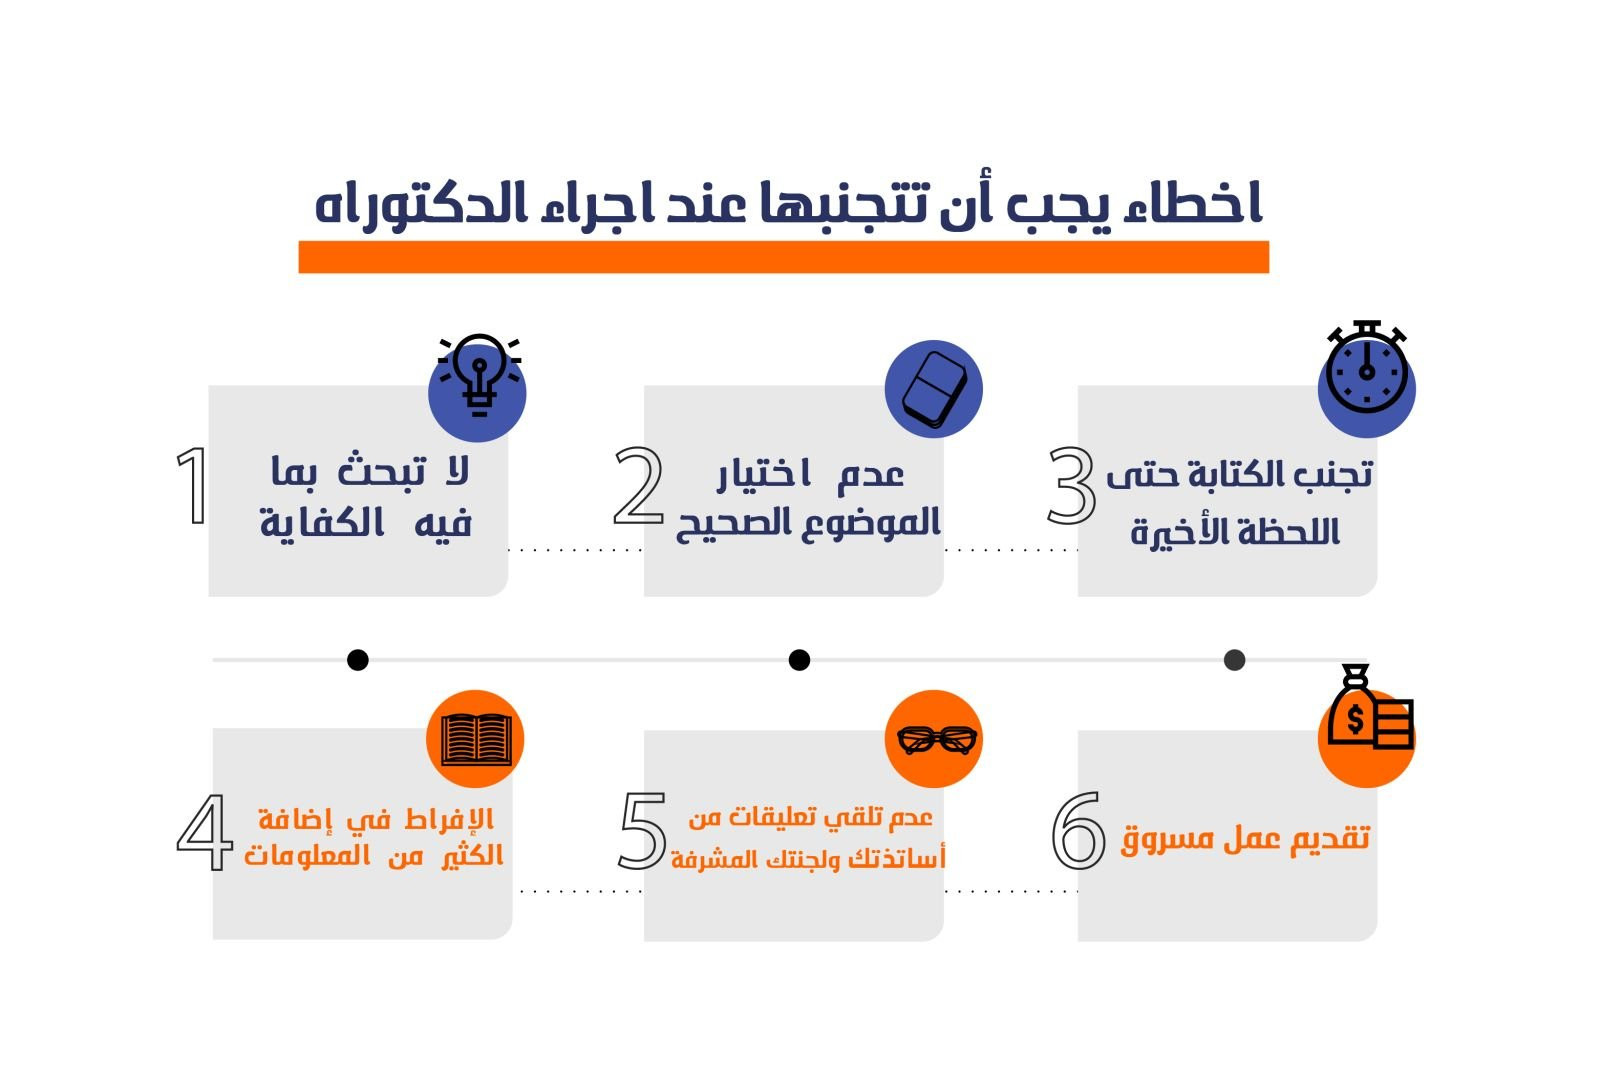 اخطاء يجب أن تتجنبها عند اجراء الدكتوراه
1
لا تبحث بما
فيه الكفاية
2
عدم اختيار
الموضوع الصحيح
3
تجنب الكتابة حتى
اللحظة الأخيرة
4
الإفراط في إضافة
الكثير من المعلومات
5
عدم تلقي تعليقات من
أساتذتك ولجنتك المشرفة
6
تقديم عمل مسروق
$